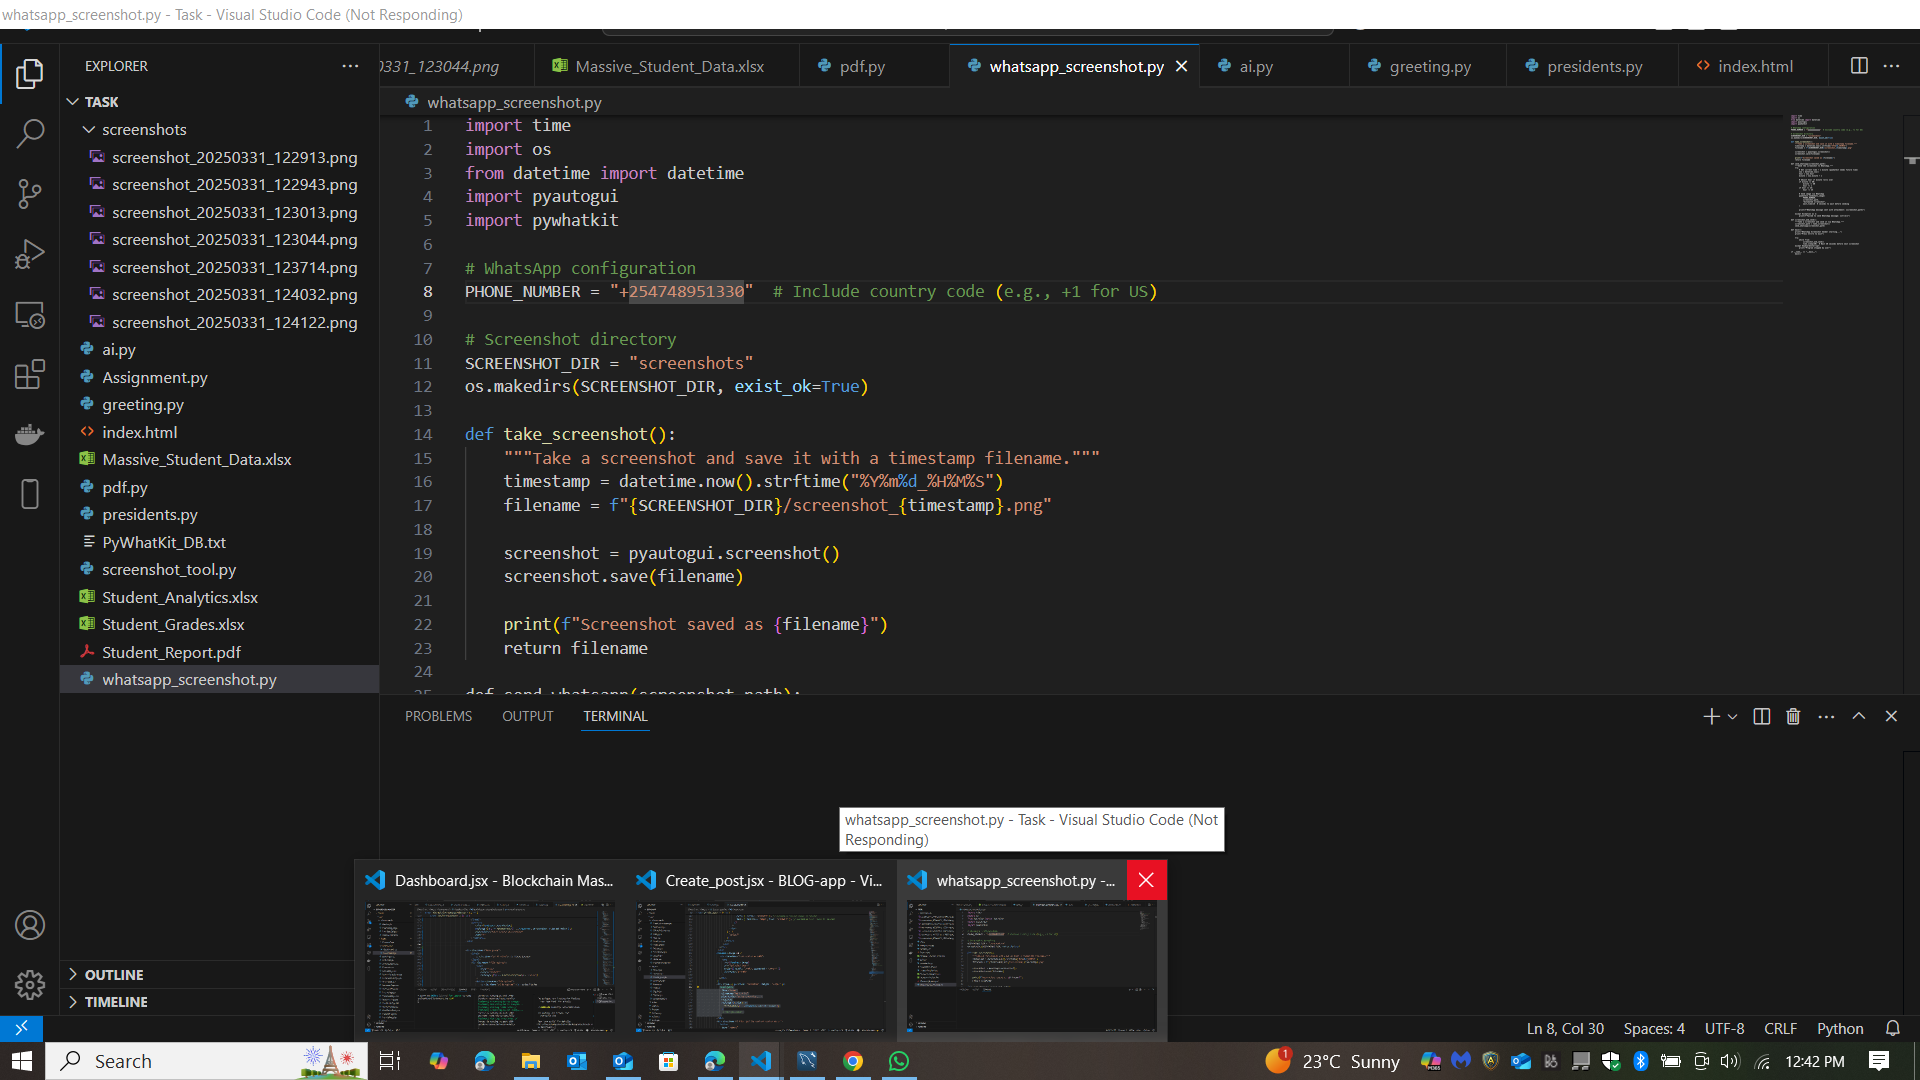 whatsapp_screenshot.py - Task - Visual Studio Code (Not Responding)
EXPLORER
0331_123044.png
Massive_Student_Data.xlsx
pdf.py
whatsapp_screenshot.py
ai.py
greeting.py
presidents.py
index.html
TASK
screenshots
screenshot_20250331_122913.png
screenshot_20250331_122943.png
screenshot_20250331_123013.png
screenshot_20250331_123044.png
screenshot_20250331_123714.png
screenshot_20250331_124032.png
screenshot_20250331_124122.png
ai.py
Assignment.py
greeting.py
index.html
Massive_Student_Data.xlsx
pdf.py
presidents.py
PyWhatKit_DB.txt
screenshot_tool.py
Student_Analytics.xlsx
Student_Grades.xlsx
Student_Report.pdf
whatsapp_screenshot.py
OUTLINE
TIMELINE
whatsapp_screenshot.py
1 import time
2 import os
3 from datetime import datetime
4 import pyautogui
5 import pywhatkit
6
7 # WhatsApp configuration
8 PHONE_NUMBER = "+254748951330"  # Include country code (e.g., +1 for US)
9
10 # Screenshot directory
11 SCREENSHOT_DIR = "screenshots"
12 os.makedirs(SCREENSHOT_DIR, exist_ok=True)
13
14 def take_screenshot():
15 """Take a screenshot and save it with a timestamp filename."""
16 timestamp = datetime.now().strftime("%Y%m%d_%H%M%S")
17 filename = f"{SCREENSHOT_DIR}/screenshot_{timestamp}.png"
18
19 screenshot = pyautogui.screenshot()
20 screenshot.save(filename)
21
22 print(f"Screenshot saved as {filename}")
23 return filename
24
25 def send_whatsapp(screenshot_path):
PROBLEMS
OUTPUT
TERMINAL
whatsapp_screenshot.py - Task - Visual Studio Code (Not
Responding)
Dashboard.jsx - Blockchain Mas...
Create_post.jsx - BLOG-app - Vi...
whatsapp_screenshot.py -...
Ln 8, Col 30
Spaces: 4
UTF-8
CRLF
Python
Search
1
23°C Sunny
12:42 PM